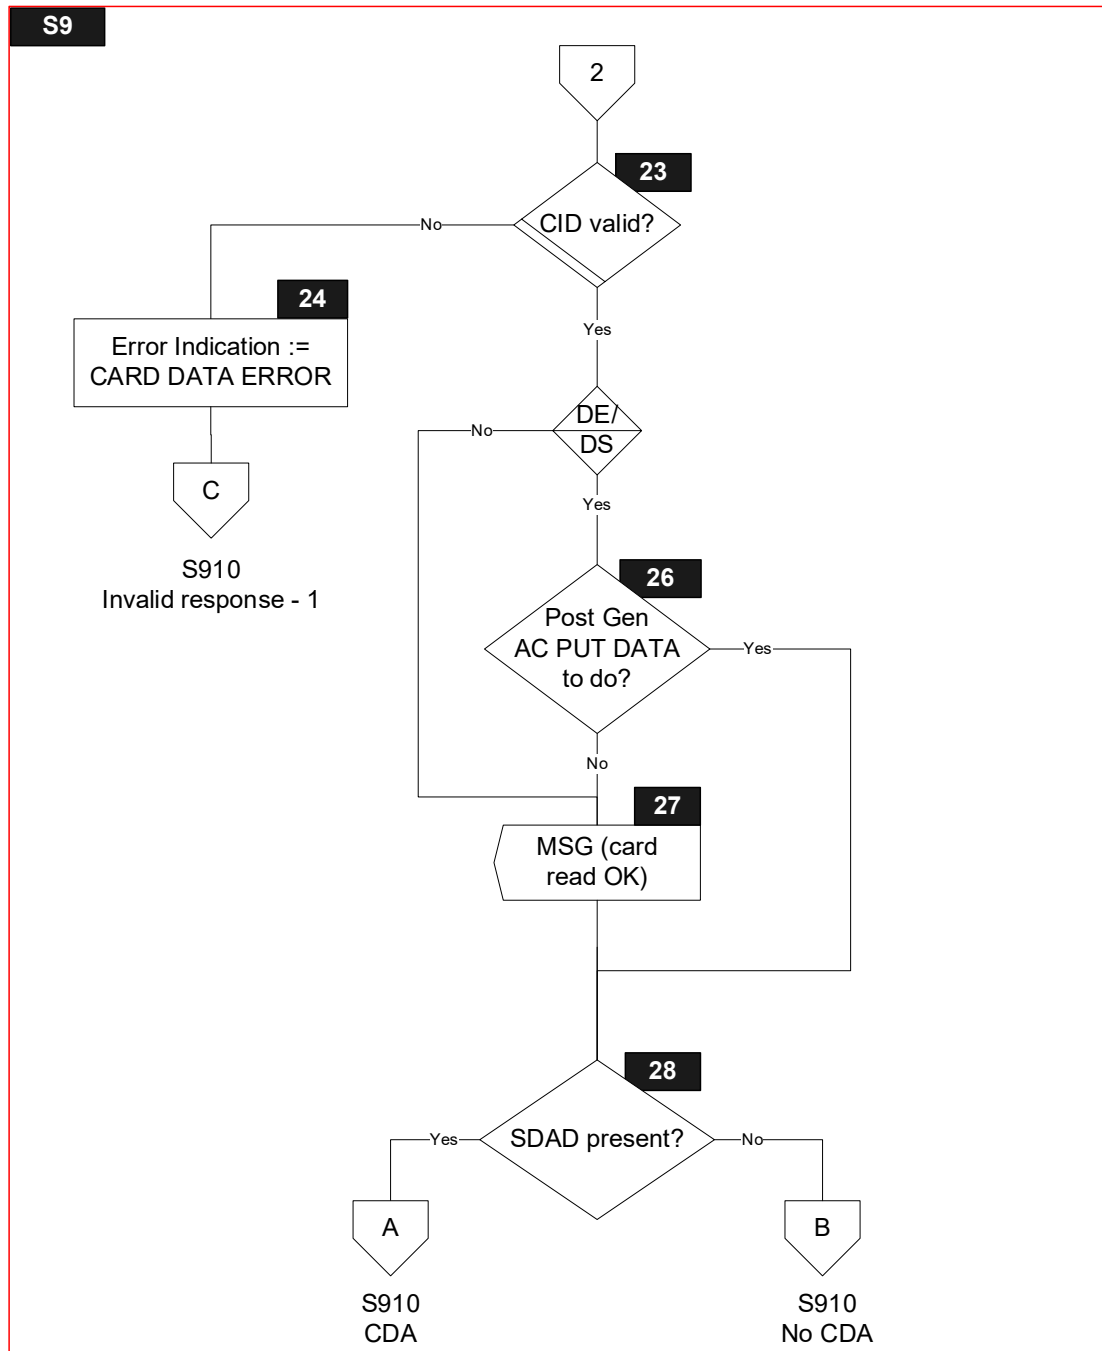 S9
2
23
CID valid?
No
24
Error Indication :=
CARD DATA ERROR
Yes
DE/
DS
No
C
Yes
S910
Invalid response - 1
26
Post Gen
AC PUT DATA
to do?
Yes
No
27
MSG (card
read OK)
28
SDAD present?
Yes
No
A
B
S910
CDA
S910
No CDA